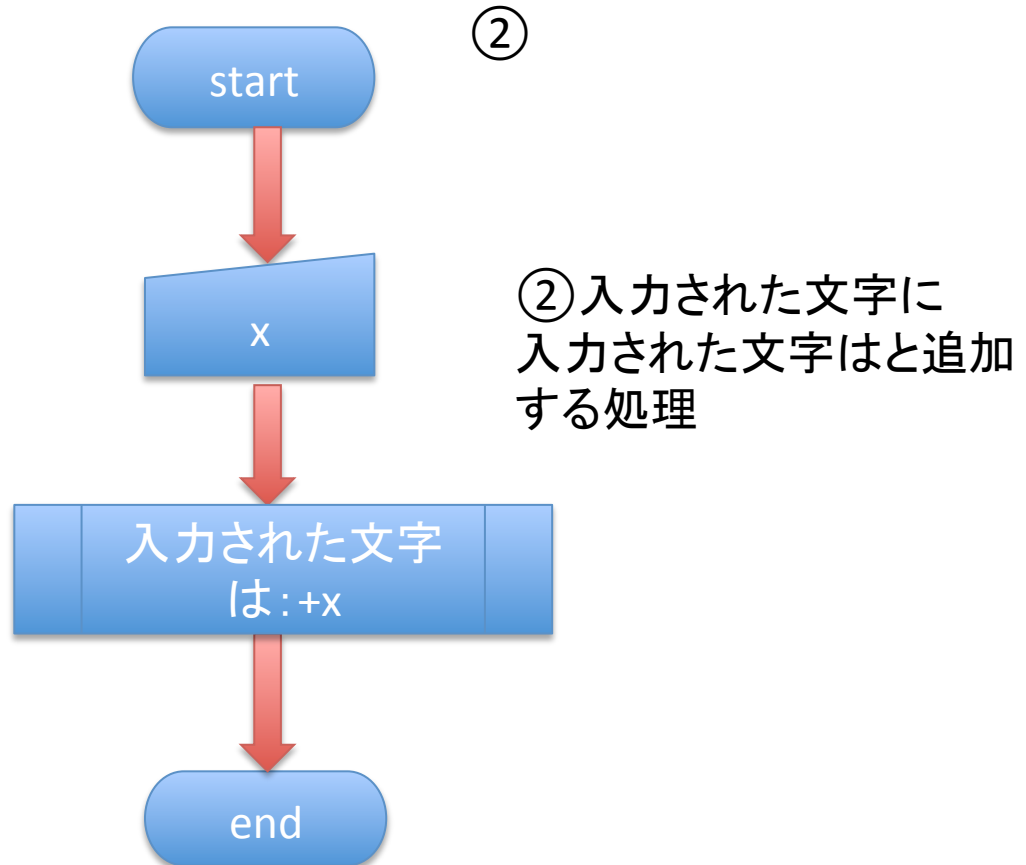 ②
start
x
②入力された文字に
入力された文字はと追加
する処理
入力された文字
は:+x
end